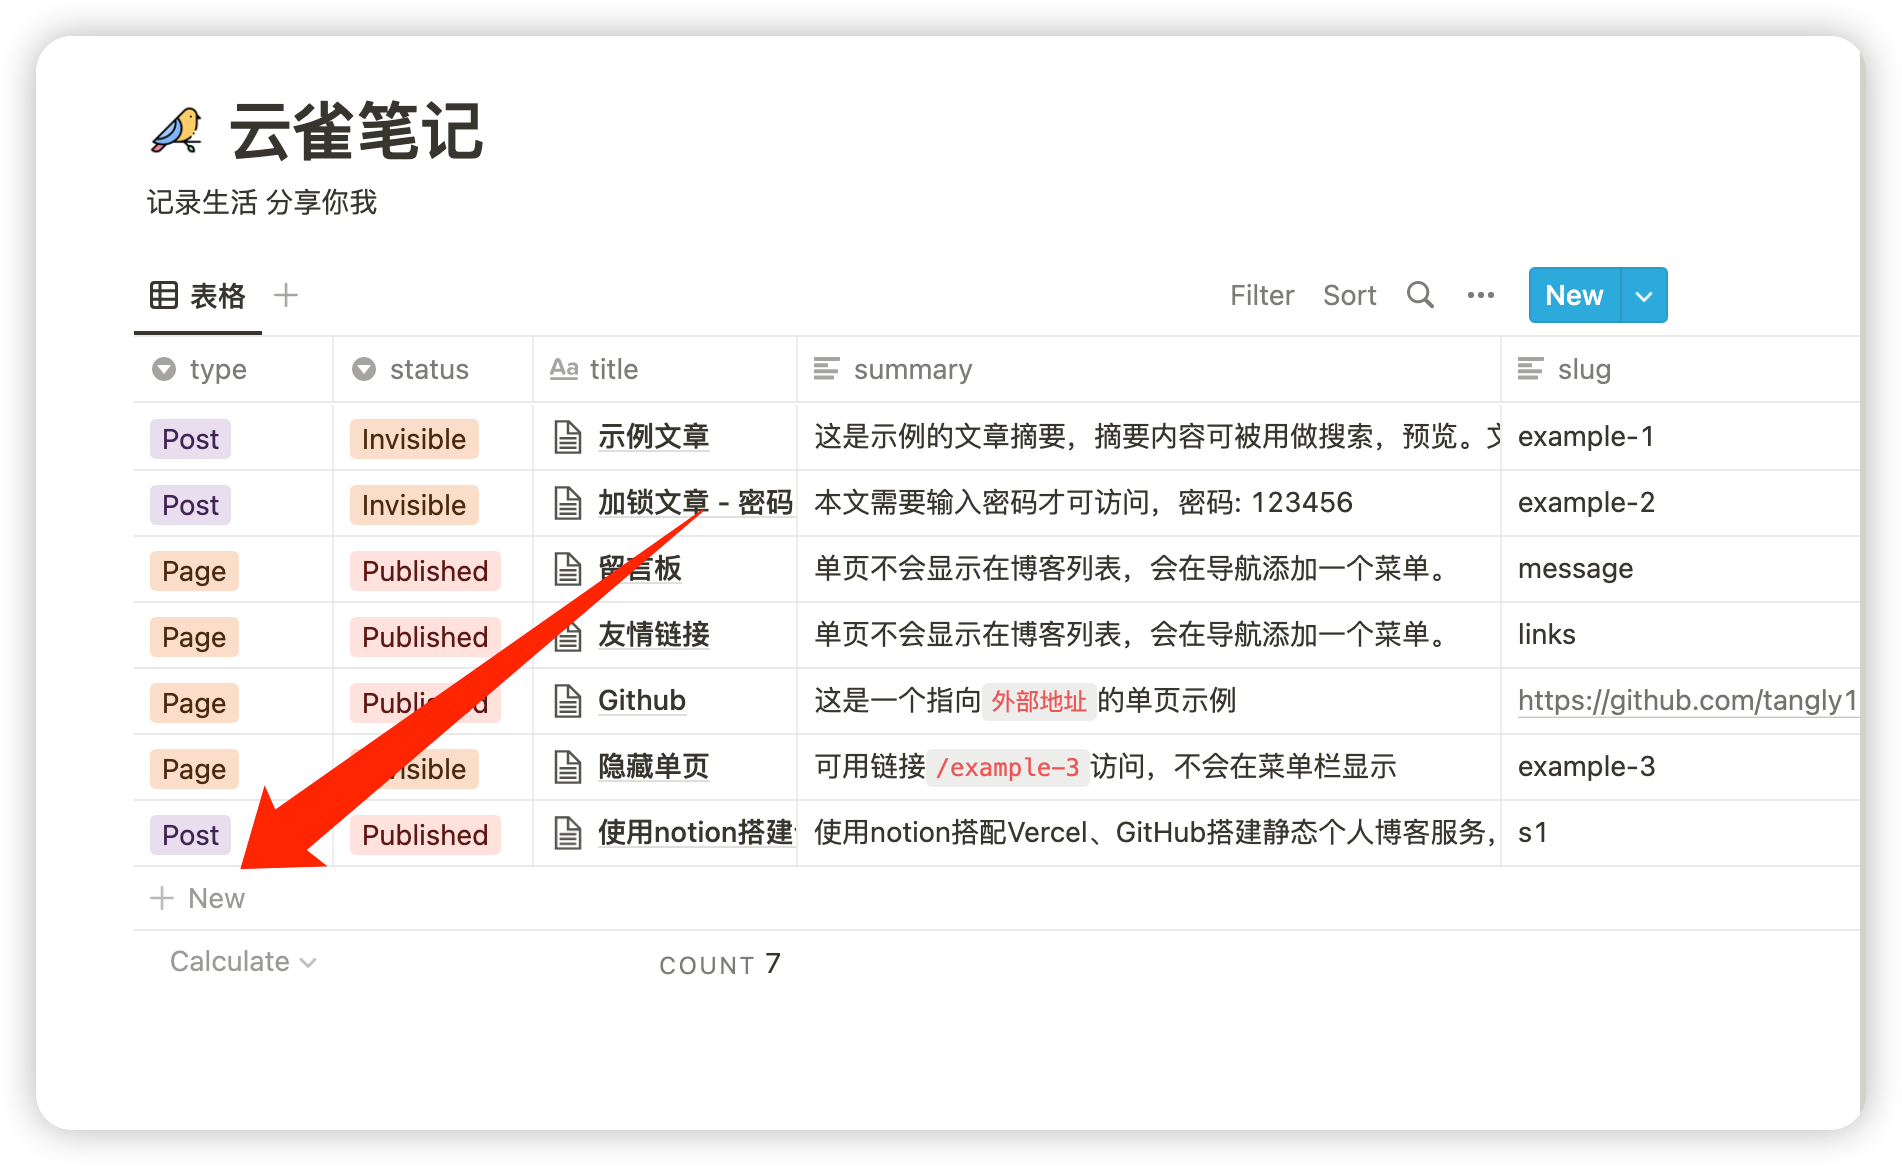 云雀笔记
记录生活 分享你我
表格 Filter Sort New
type status Aa title summary slug
Post Invisible 示例文章 这是示例的文章摘要，摘要内容可被用做搜索，预览。文 example-1
Post Invisible 加锁文章 - 密码 本文需要输入密码才可访问，密码: 123456 example-2
Page Published 留言板 单页不会显示在博客列表，会在导航添加一个菜单。 message
Page Published 友情链接 单页不会显示在博客列表，会在导航添加一个菜单。 links
Page Published Github 这是一个指向外部地址的单页示例 https://github.com/tangly1
Page Invisible 隐藏单页 可用链接/example-3访问，不会在菜单栏显示 example-3
Post Published 使用notion搭建 使用notion搭配Vercel、GitHub搭建静态个人博客服务， s1
New
Calculate COUNT 7